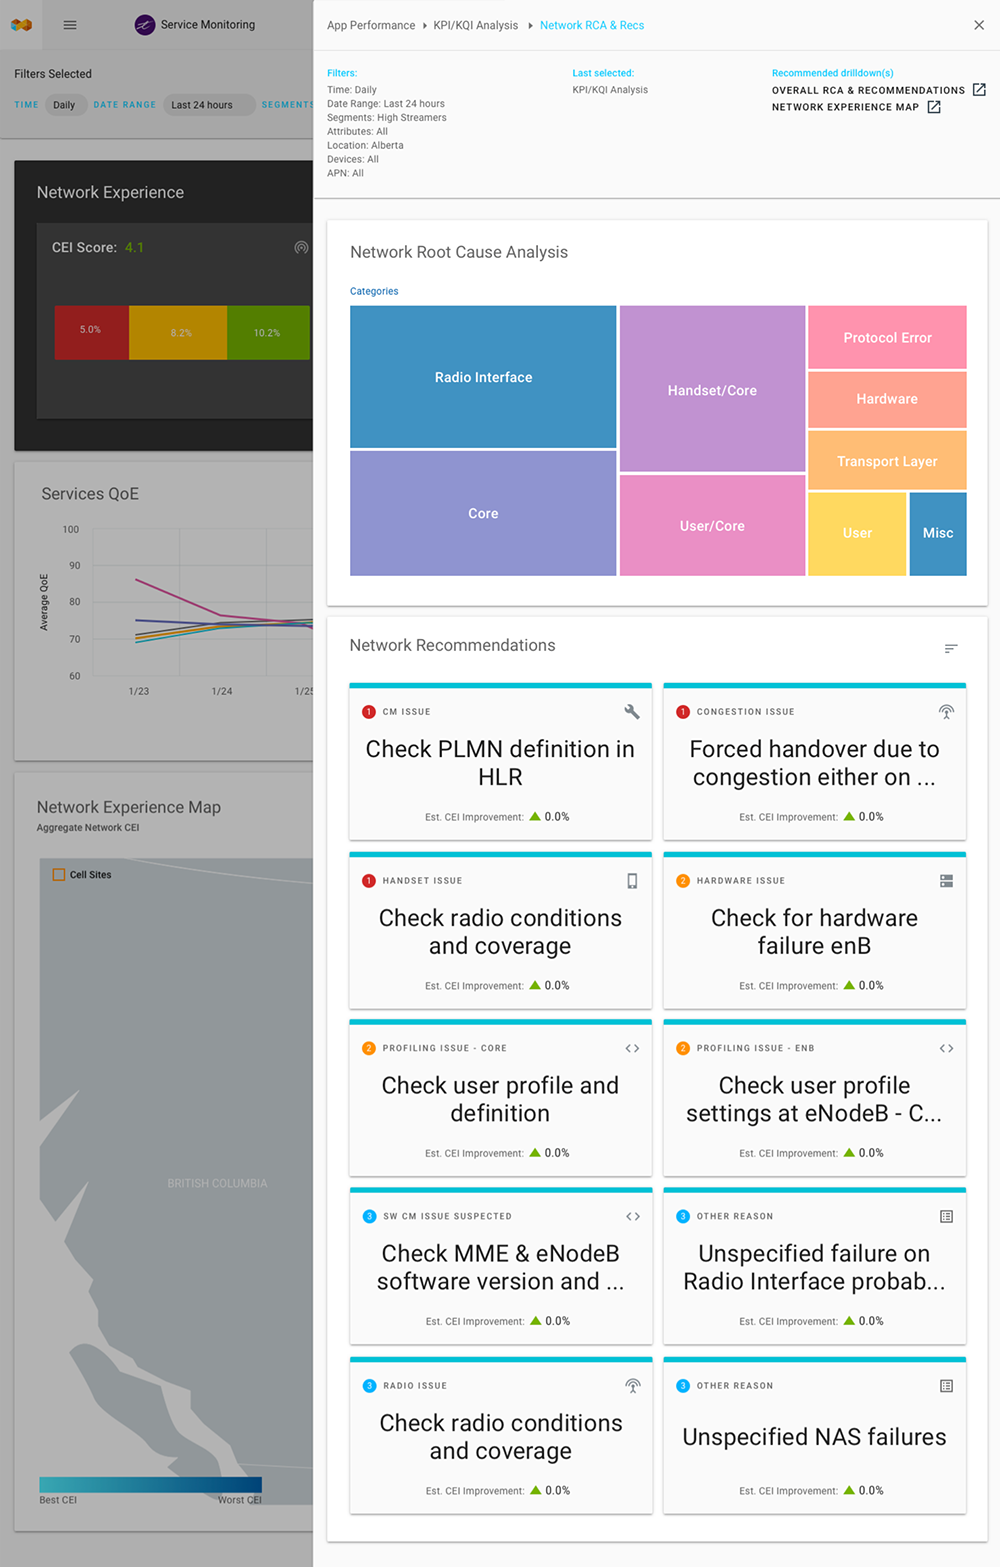 Service Monitoring
Filters Selected
TIME Daily DATE RANGE Last 24 hours SEGMENTS
Network Experience
CEI Score: 4.1
5.0% 8.2% 10.2%
Services QoE
100
90
80
70
60
Average QoE
1/23 1/24 1/25
Network Experience Map
Aggregate Network CEI
Cell Sites
BRITISH COLUMBIA
Best CEI Worst CEI
App Performance KPI/KQI Analysis Network RCA & Recs
Filters:
Time: Daily
Date Range: Last 24 hours
Segments: High Streamers
Attributes: All
Location: Alberta
Devices: All
APN: All
Last selected:
KPI/KQI Analysis
Recommended drilldown(s)
OVERALL RCA & RECOMMENDATIONS
NETWORK EXPERIENCE MAP
Network Root Cause Analysis
Categories
Radio Interface
Core
Handset/Core
User/Core
Protocol Error
Hardware
Transport Layer
User
Misc
Network Recommendations
1 CM ISSUE
Check PLMN definition in
HLR
Est. CEI Improvement: 0.0%
1 CONGESTION ISSUE
Forced handover due to
congestion either on ...
Est. CEI Improvement: 0.0%
1 HANDSET ISSUE
Check radio conditions
and coverage
Est. CEI Improvement: 0.0%
2 HARDWARE ISSUE
Check for hardware
failure enB
Est. CEI Improvement: 0.0%
2 PROFILING ISSUE - CORE
Check user profile and
definition
Est. CEI Improvement: 0.0%
2 PROFILING ISSUE - ENB
Check user profile
settings at eNodeB - C...
Est. CEI Improvement: 0.0%
3 SW CM ISSUE SUSPECTED
Check MME & eNodeB
software version and ...
Est. CEI Improvement: 0.0%
3 OTHER REASON
Unspecified failure on
Radio Interface probab...
Est. CEI Improvement: 0.0%
3 RADIO ISSUE
Check radio conditions
and coverage
Est. CEI Improvement: 0.0%
3 OTHER REASON
Unspecified NAS failures
Est. CEI Improvement: 0.0%